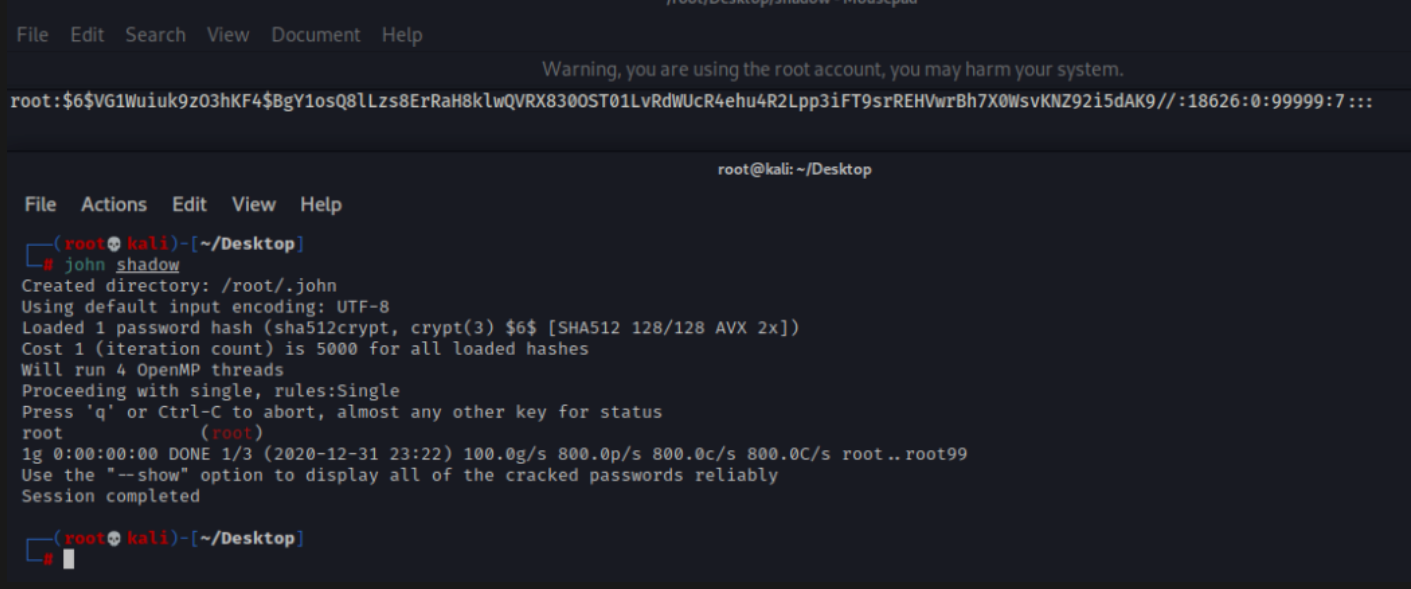 /root/Desktop/shadow - Mousepad
File Edit Search View Document Help
Warning, you are using the root account, you may harm your system.
root:$6$VG1Wuiuk9zO3hKF4$BgY1osQ8lLzs8ErRaH8klwQVRX830OST01LvRdWUcR4ehu4R2Lpp3iFT9srREHVwrBh7X0WsvKNZ92i5dAK9//:18626:0:99999:7:::
root@kali: ~/Desktop
File Actions Edit View Help
┌──(root💀kali)-[~/Desktop]
└─# john shadow
Created directory: /root/.john
Using default input encoding: UTF-8
Loaded 1 password hash (sha512crypt, crypt(3) $6$ [SHA512 128/128 AVX 2x])
Cost 1 (iteration count) is 5000 for all loaded hashes
Will run 4 OpenMP threads
Proceeding with single, rules:Single
Press 'q' or Ctrl-C to abort, almost any other key for status
root (root)
1g 0:00:00:00 DONE 1/3 (2020-12-31 23:22) 100.0g/s 800.0p/s 800.0c/s 800.0C/s root..root99
Use the "--show" option to display all of the cracked passwords reliably
Session completed
┌──(root💀kali)-[~/Desktop]
└─#